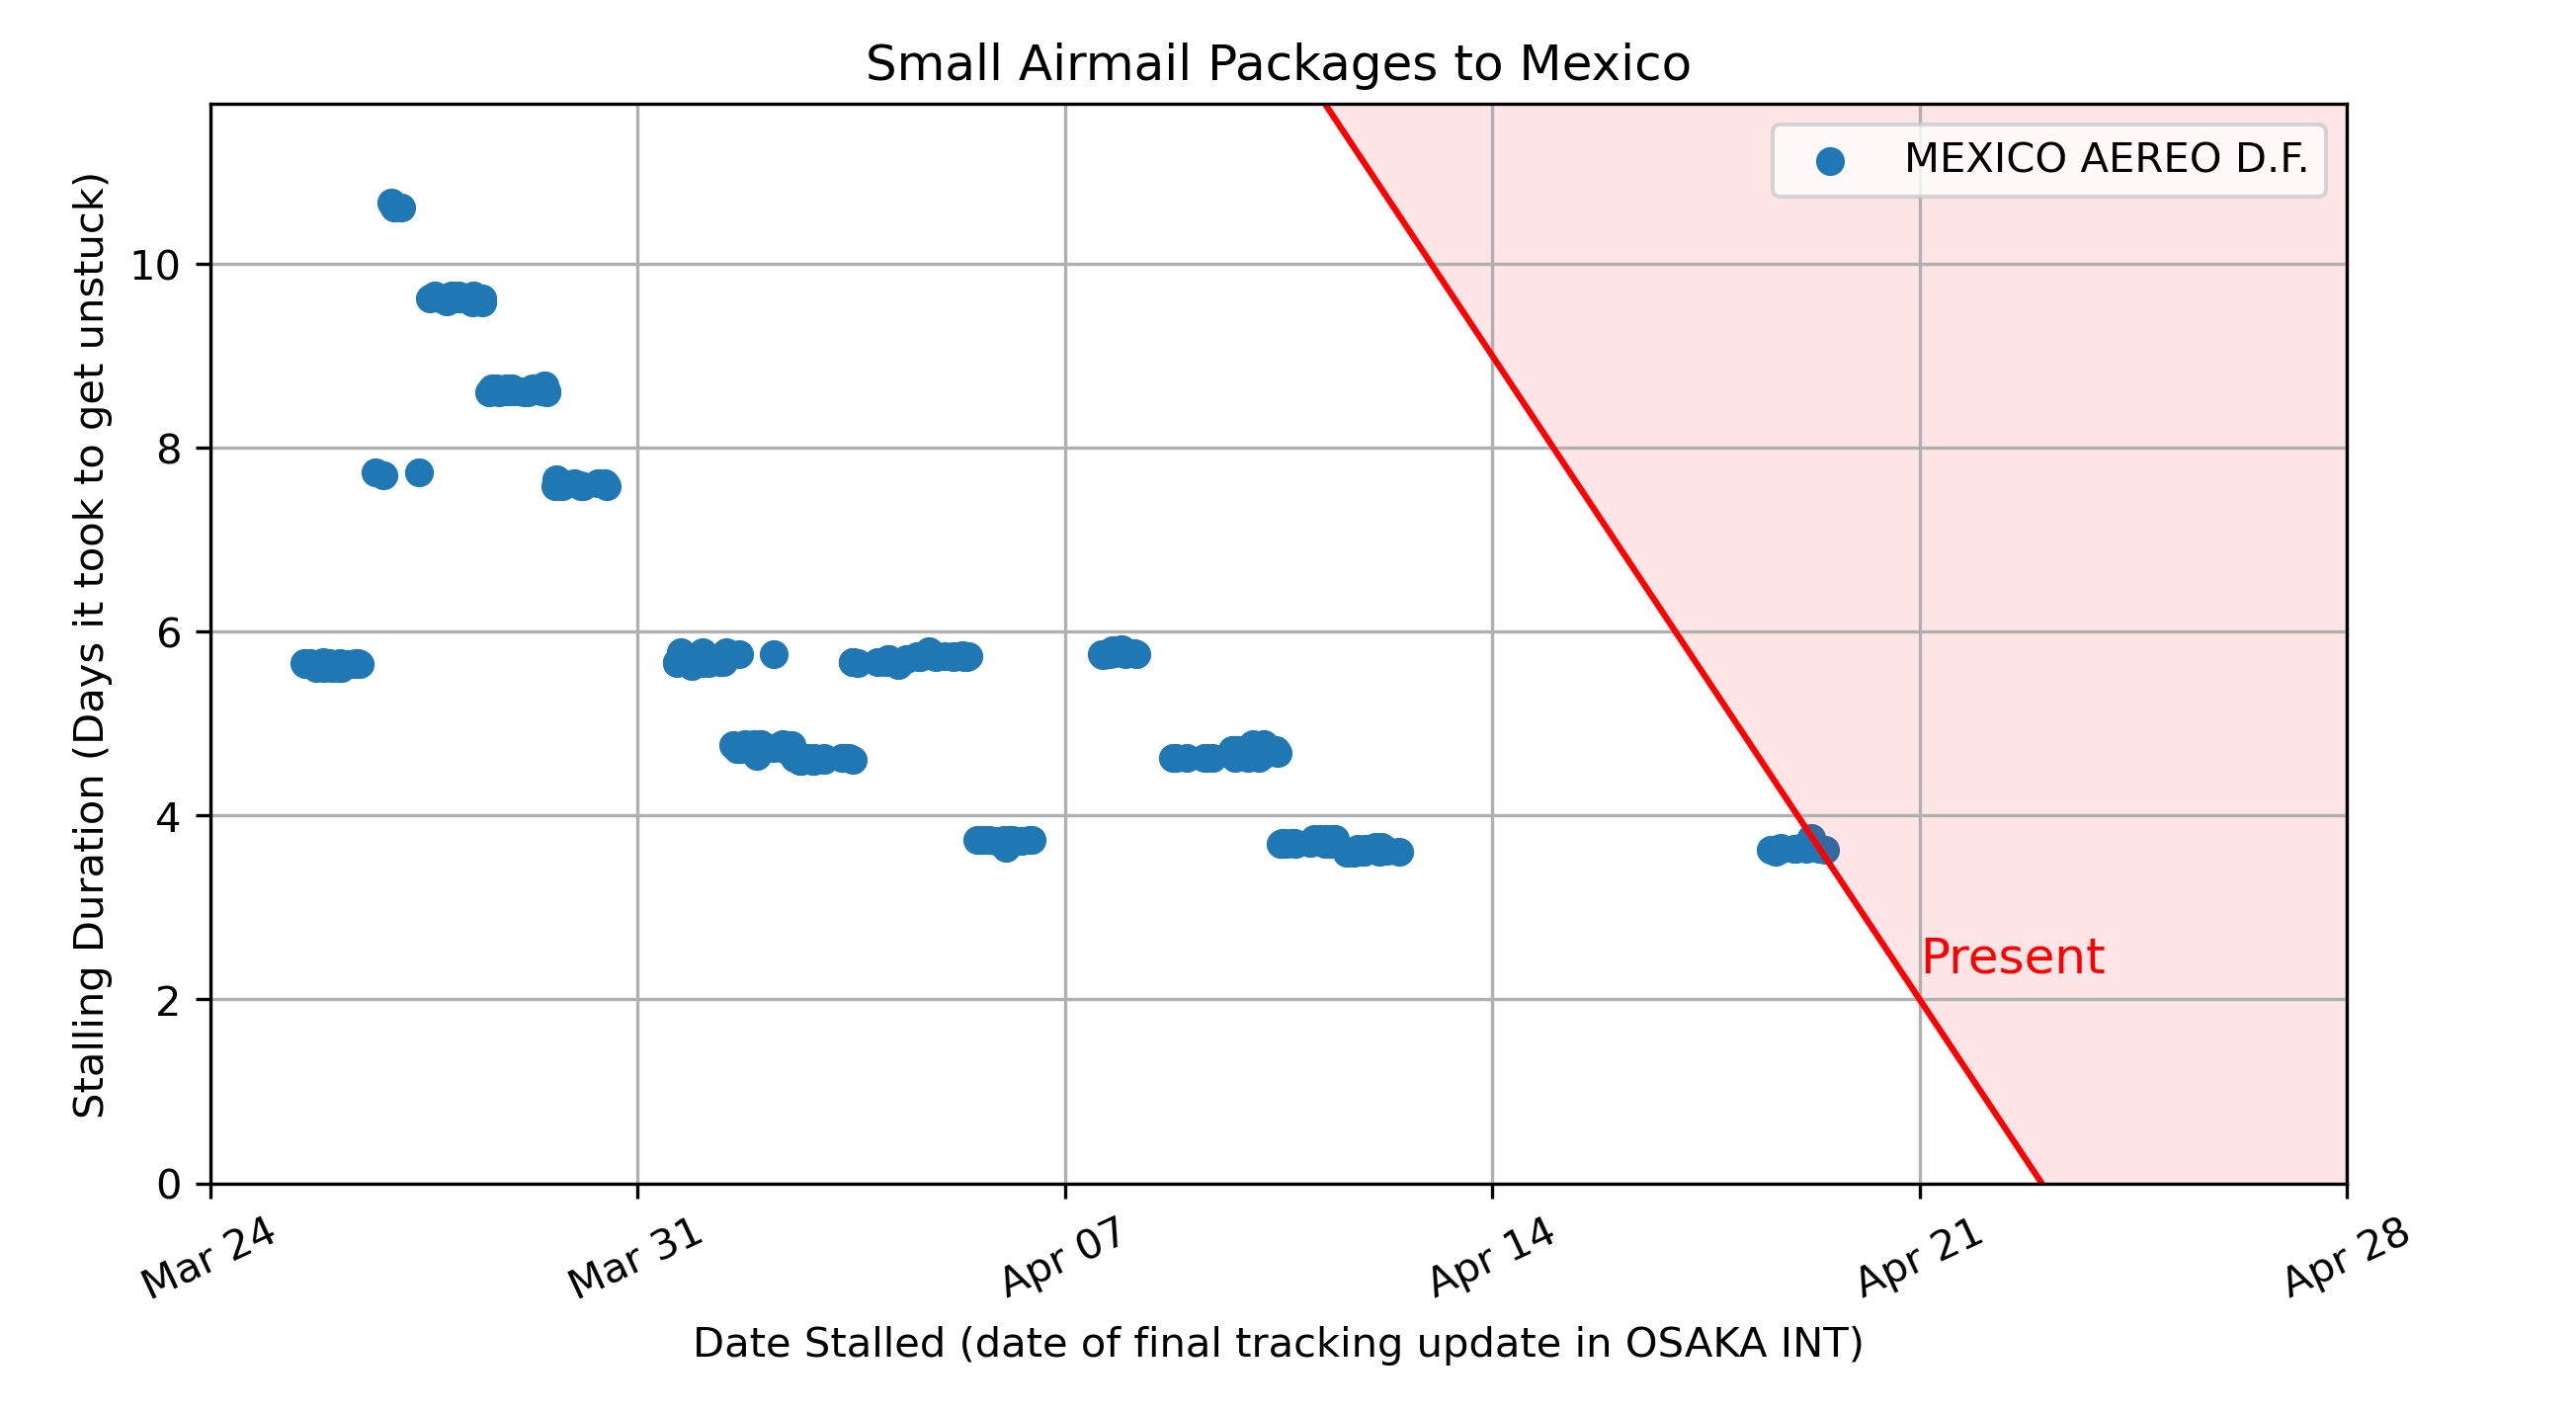 Small Airmail Packages to Mexico
MEXICO AEREO D.F.
Stalling Duration (Days it took to get unstuck)
10
8
6
4
2
0
Present
Mar 24
Mar 31
Apr 07
Apr 14
Apr 21
Apr 28
Date Stalled (date of final tracking update in OSAKA INT)